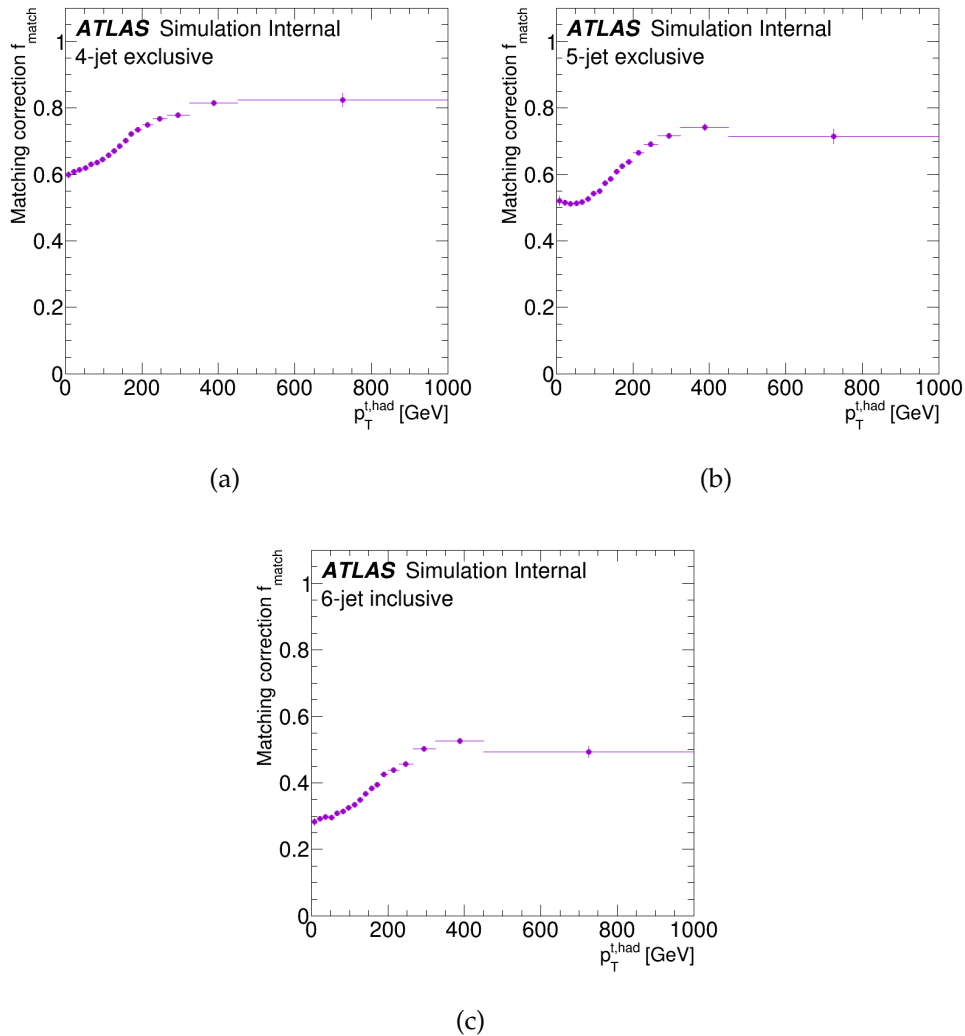 Matching correction f_match
ATLAS Simulation Internal
4-jet exclusive
1
0.8
0.6
0.4
0.2
0
0 200 400 600 800 1000
p_T^{t,had} [GeV]
(a)
Matching correction f_match
ATLAS Simulation Internal
5-jet exclusive
1
0.8
0.6
0.4
0.2
0
0 200 400 600 800 1000
p_T^{t,had} [GeV]
(b)
Matching correction f_match
ATLAS Simulation Internal
6-jet inclusive
1
0.8
0.6
0.4
0.2
0
0 200 400 600 800 1000
p_T^{t,had} [GeV]
(c)